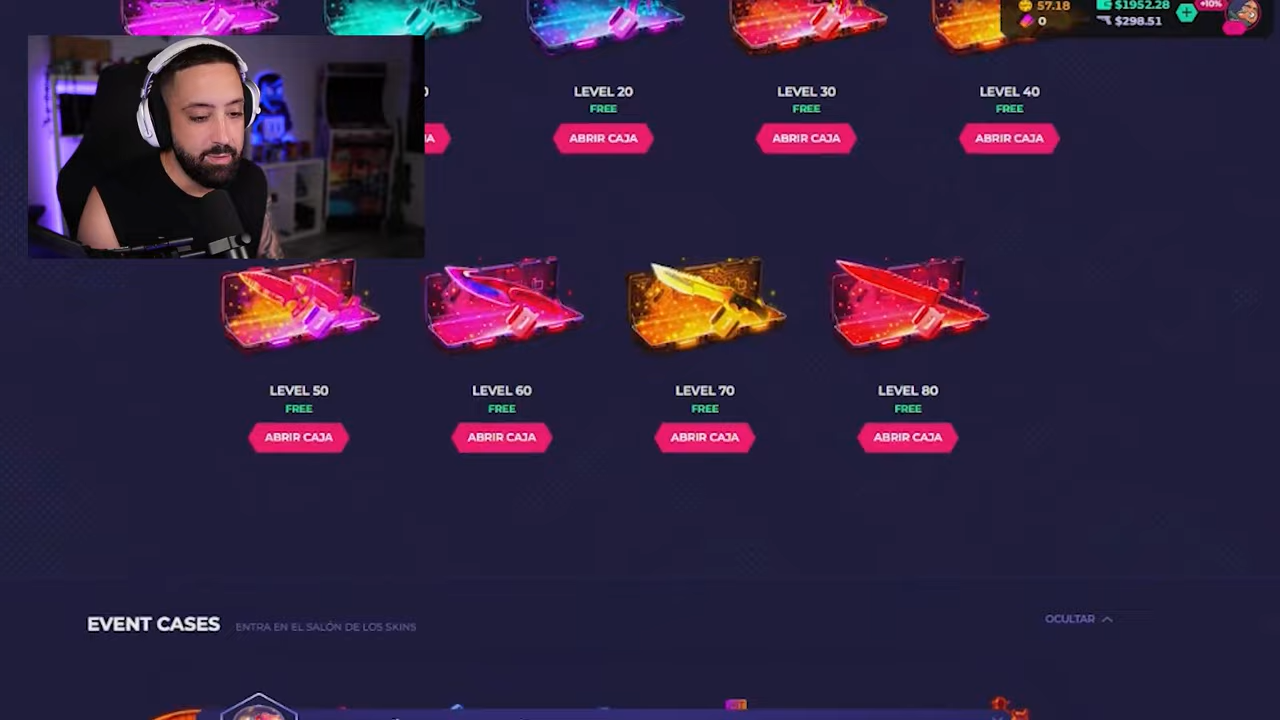 57.18 $1952.28 +10%
0 $298.51
LEVEL 20 LEVEL 30 LEVEL 40
FREE FREE FREE
ABRIR CAJA ABRIR CAJA ABRIR CAJA
LEVEL 50 LEVEL 60 LEVEL 70 LEVEL 80
FREE FREE FREE FREE
ABRIR CAJA ABRIR CAJA ABRIR CAJA ABRIR CAJA
EVENT CASES ENTRA EN EL SALÓN DE LOS SKINS OCULTAR